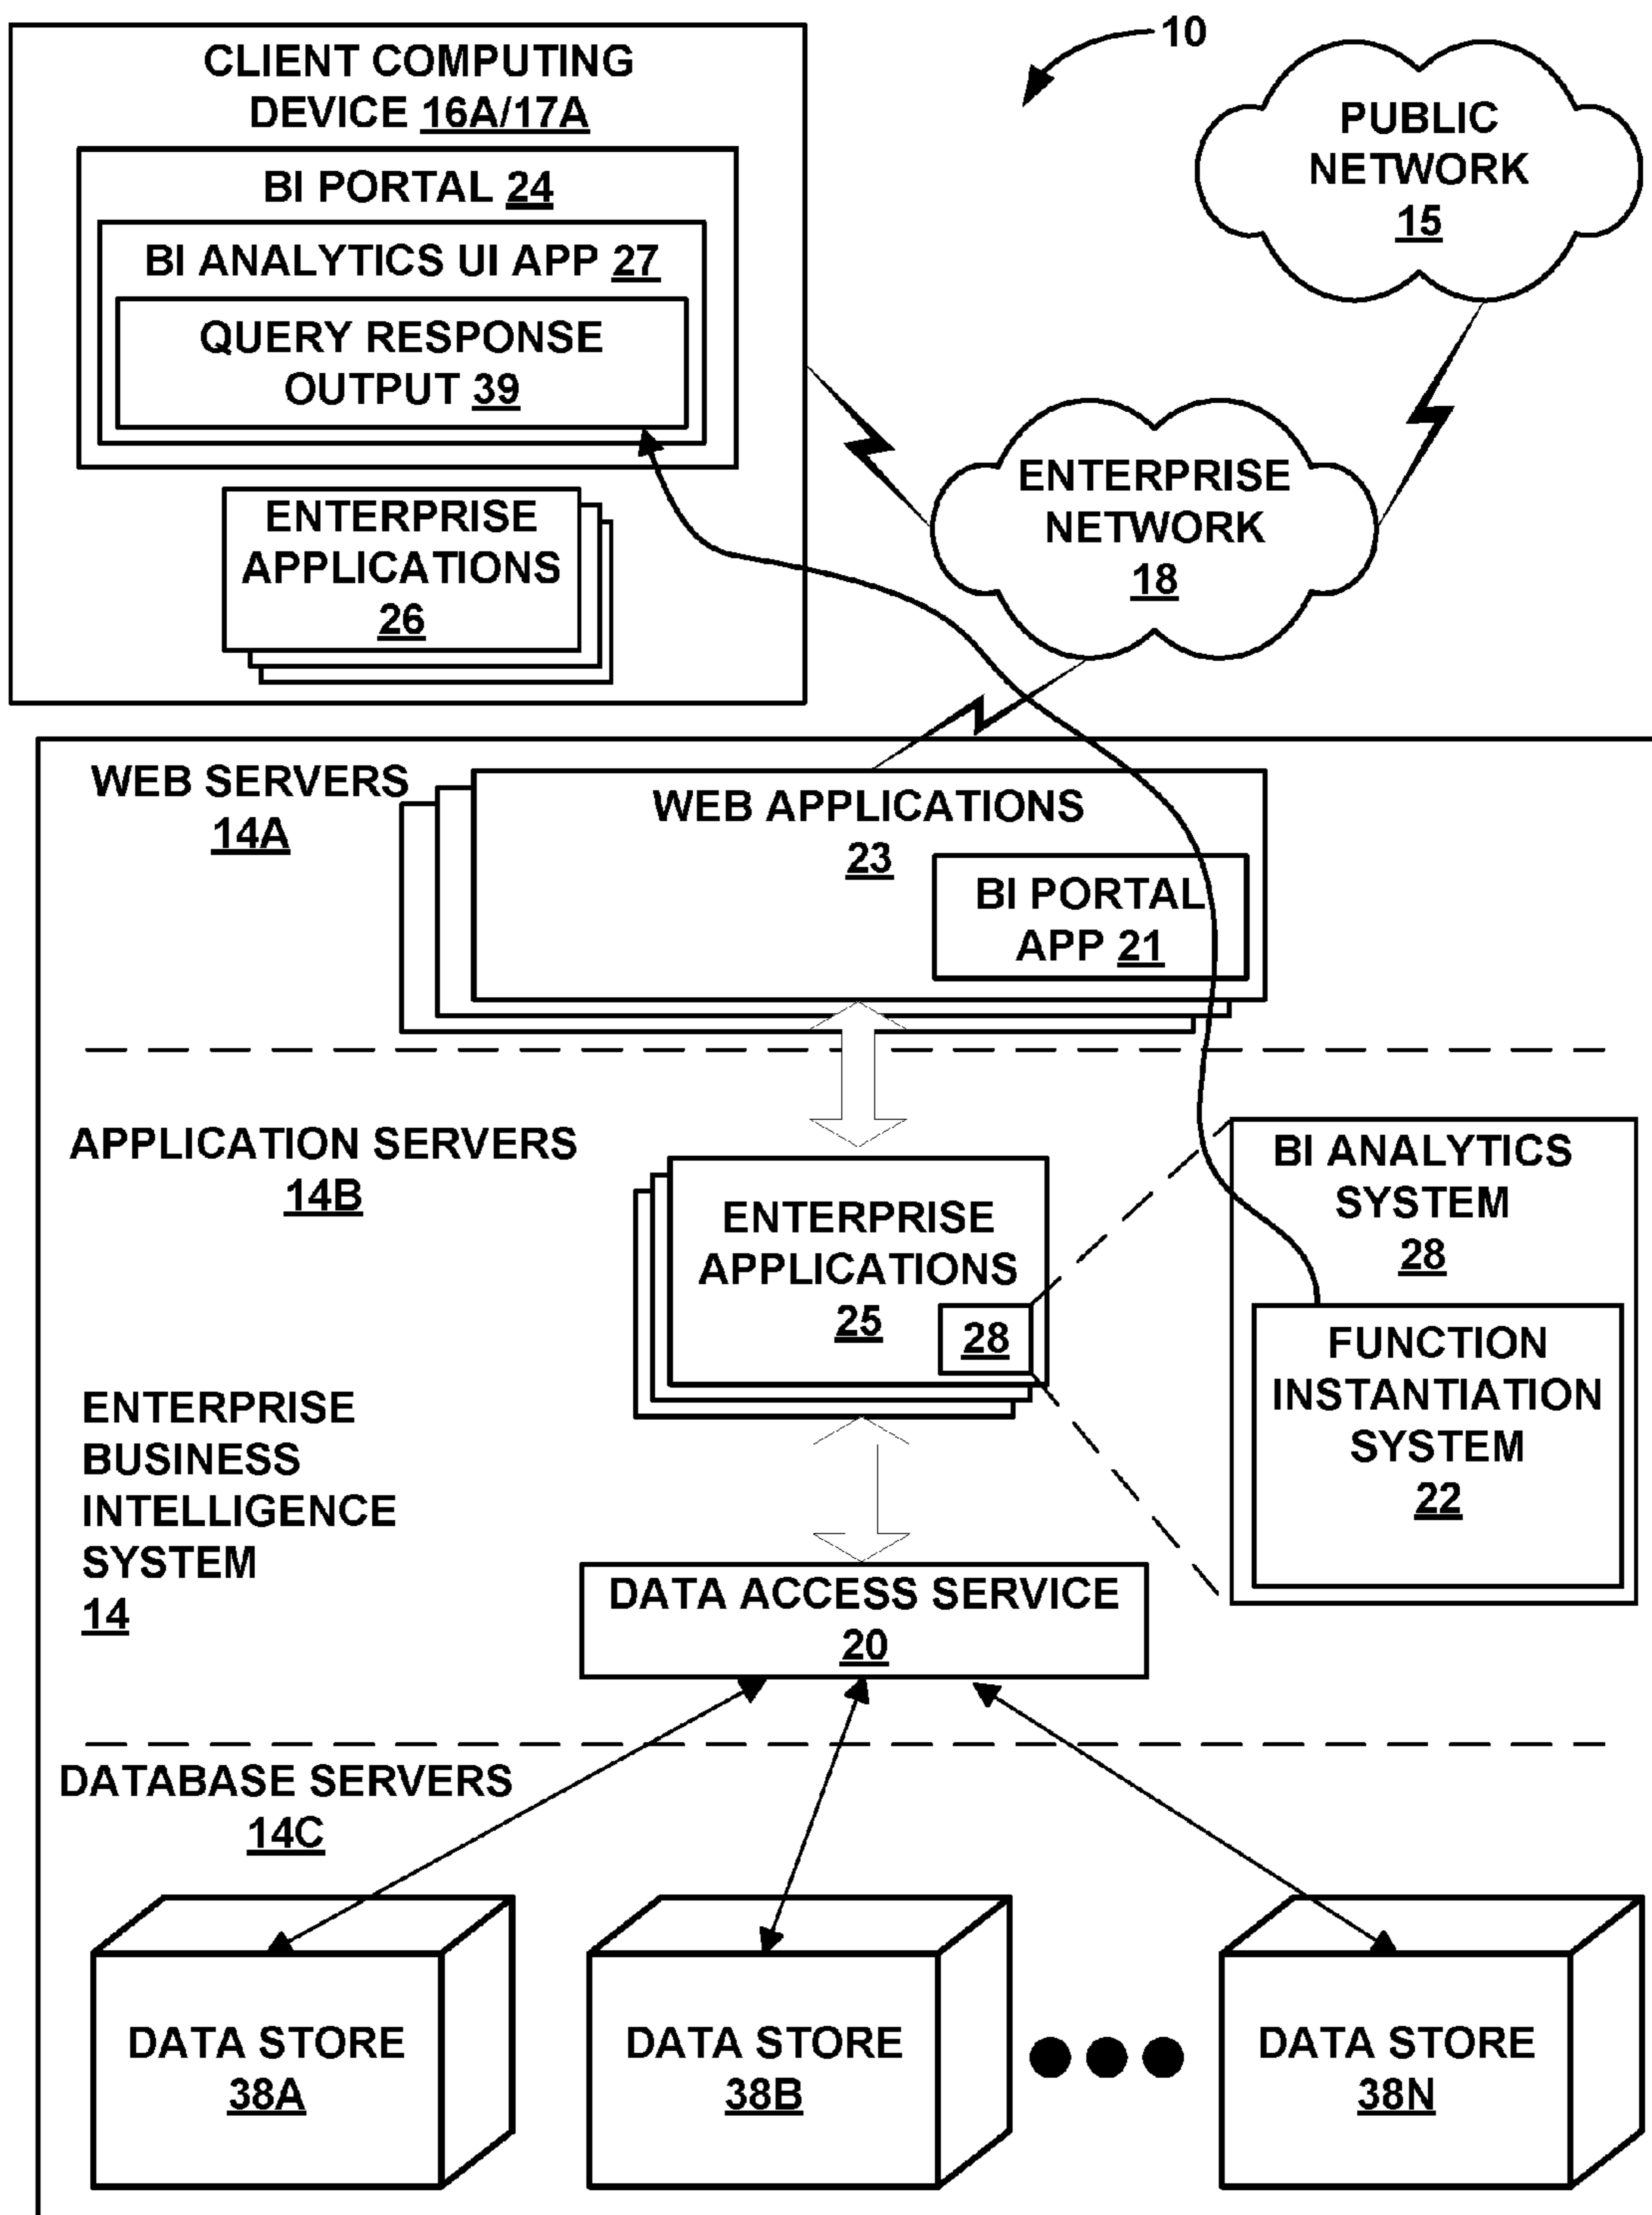 10
CLIENT COMPUTING
DEVICE 16A/17A
BI PORTAL 24
BI ANALYTICS UI APP 27
QUERY RESPONSE
OUTPUT 39
ENTERPRISE
APPLICATIONS
26
PUBLIC
NETWORK
15
ENTERPRISE
NETWORK
18
WEB SERVERS
14A
WEB APPLICATIONS
23
BI PORTAL
APP 21
APPLICATION SERVERS
14B
ENTERPRISE
APPLICATIONS
25
28
BI ANALYTICS
SYSTEM
28
FUNCTION
INSTANTIATION
SYSTEM
22
ENTERPRISE
BUSINESS
INTELLIGENCE
SYSTEM
14
DATA ACCESS SERVICE
20
DATABASE SERVERS
14C
DATA STORE
38A
DATA STORE
38B
DATA STORE
38N